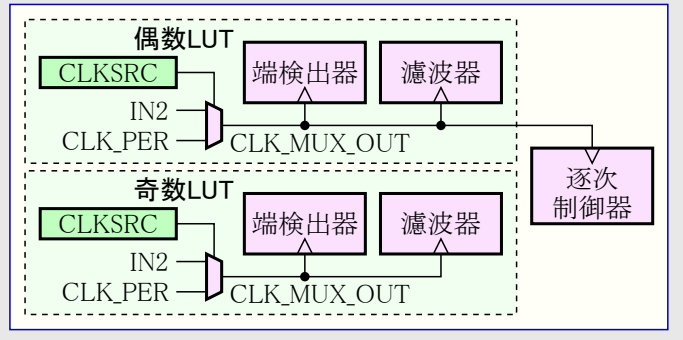 偶数LUT
CLKSRC
端検出器
濾波器
IN2
CLK_PER
CLK_MUX_OUT
逐次
制御器
奇数LUT
CLKSRC
端検出器
濾波器
IN2
CLK_PER
CLK_MUX_OUT